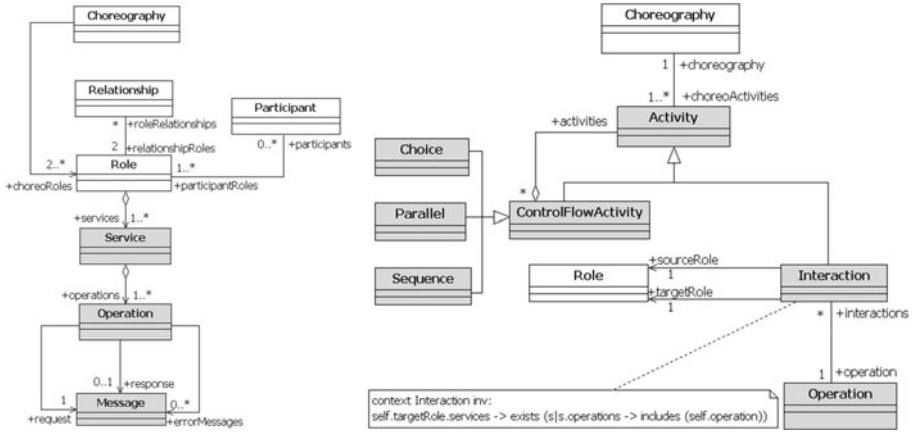 Choreography
Relationship
*
+roleRelationships
2
+relationshipRoles
Participant
0..*
+participants
2..*
+choreoRoles
Role
1..*
+participantRoles
+services
1..*
Service
+operations
1..*
Operation
0..1
+response
1
+request
Message
0..*
+errorMessages
Choreography
1
+choreography
1..*
+choreoActivities
+activities
Activity
Choice
Parallel
Sequence
*
ControlFlowActivity
Role
+sourceRole
1
+targetRole
1
Interaction
*
+interactions
1
+operation
Operation
context Interaction inv:
self.targetRole.services -> exists (s|s.operations -> includes (self.operation))